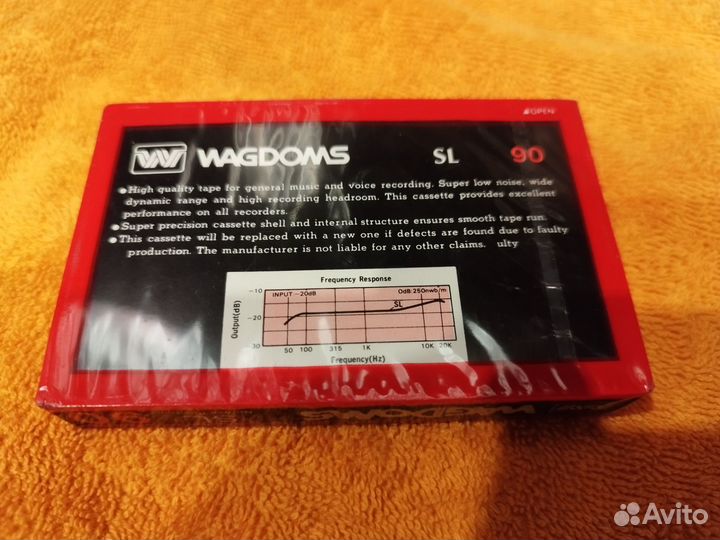 OPEN
WAGDOMS SL 90
•High quality tape for general music and voice recording. Super low noise, wide
dynamic range and high recording headroom. This cassette provides excellent
performance on all recorders.
•Super precision cassette shell and internal structure ensures smooth tape run.
•This cassette will be replaced with a new one if defects are found due to faulty
production. The manufacturer is not liable for any other claims. ulty
Frequency Response
INPUT -20dB 0dB:250nwb/m
-10
SL
-20
-30
Output(dB)
50 100 315 1K 10K 20K
Frequency(Hz)
WAGDOMS
Avito